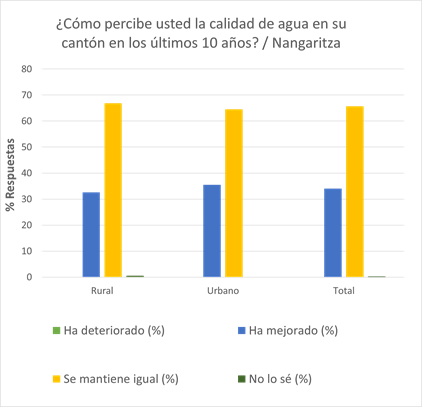 ¿Cómo percibe usted la calidad de agua en su
cantón en los últimos 10 años? / Nangaritza
% Respuestas
80
70
60
50
40
30
20
10
0
Rural
Urbano
Total
Ha deteriorado (%)
Ha mejorado (%)
Se mantiene igual (%)
No lo sé (%)